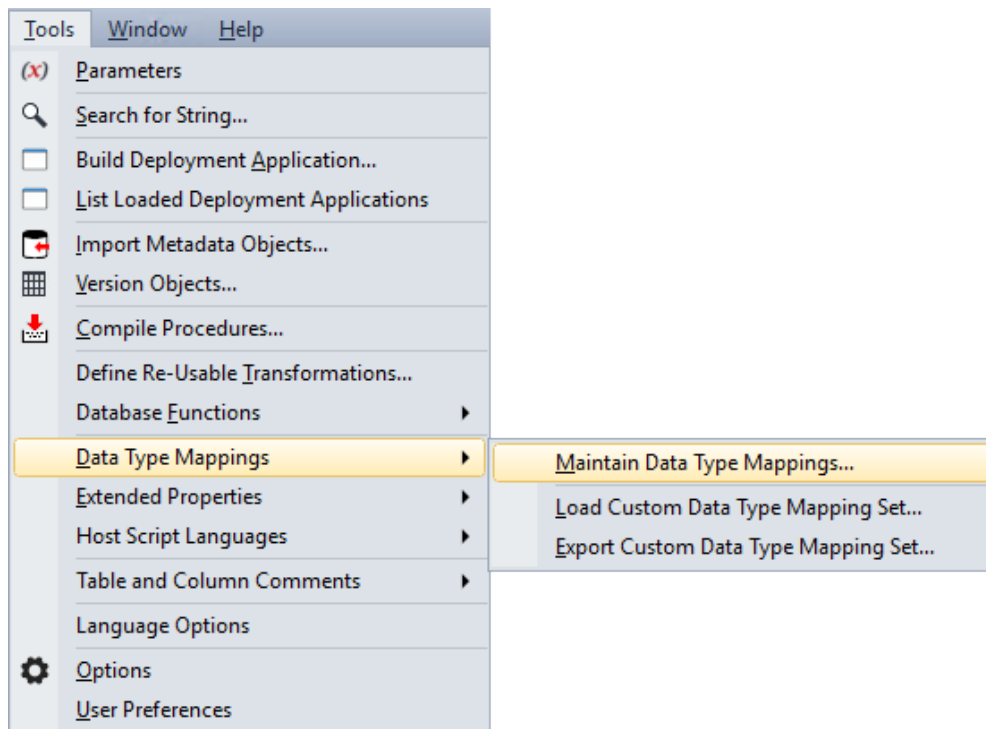 Tools Window Help
(x) Parameters
Search for String...
Build Deployment Application...
List Loaded Deployment Applications
Import Metadata Objects...
Version Objects...
Compile Procedures...
Define Re-Usable Transformations...
Database Functions
Data Type Mappings
Maintain Data Type Mappings...
Load Custom Data Type Mapping Set...
Export Custom Data Type Mapping Set...
Extended Properties
Host Script Languages
Table and Column Comments
Language Options
Options
User Preferences